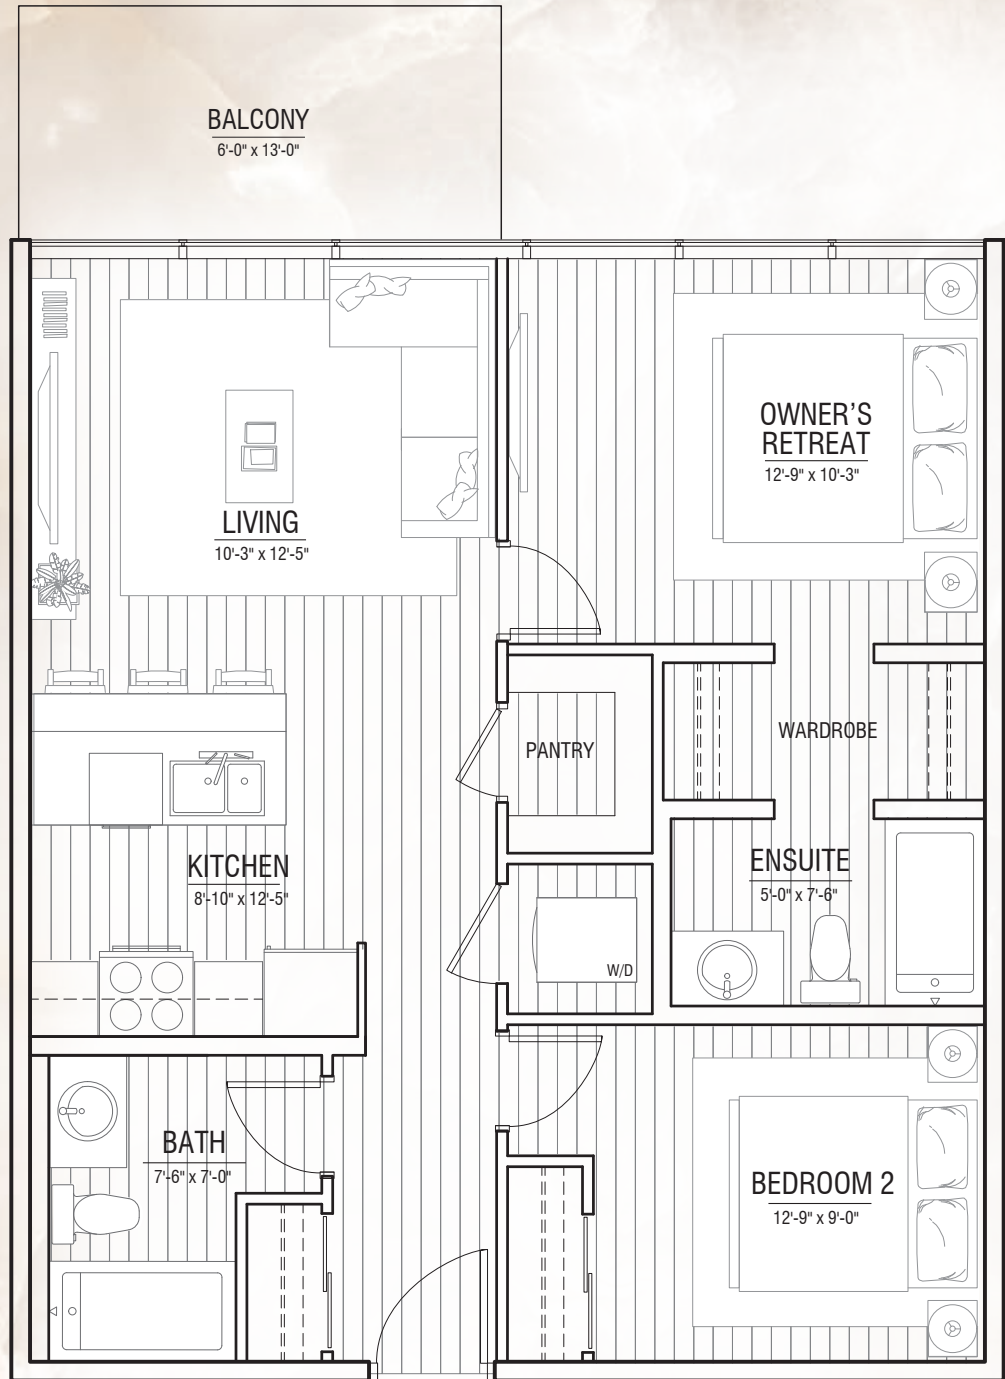 BALCONY
6'-0" x 13'-0"
OWNER'S
RETREAT
12'-9" x 10'-3"
LIVING
10'-3" x 12'-5"
WARDROBE
PANTRY
KITCHEN
8'-10" x 12'-5"
ENSUITE
5'-0" x 7'-6"
W/D
BATH
7'-6" x 7'-0"
BEDROOM 2
12'-9" x 9'-0"